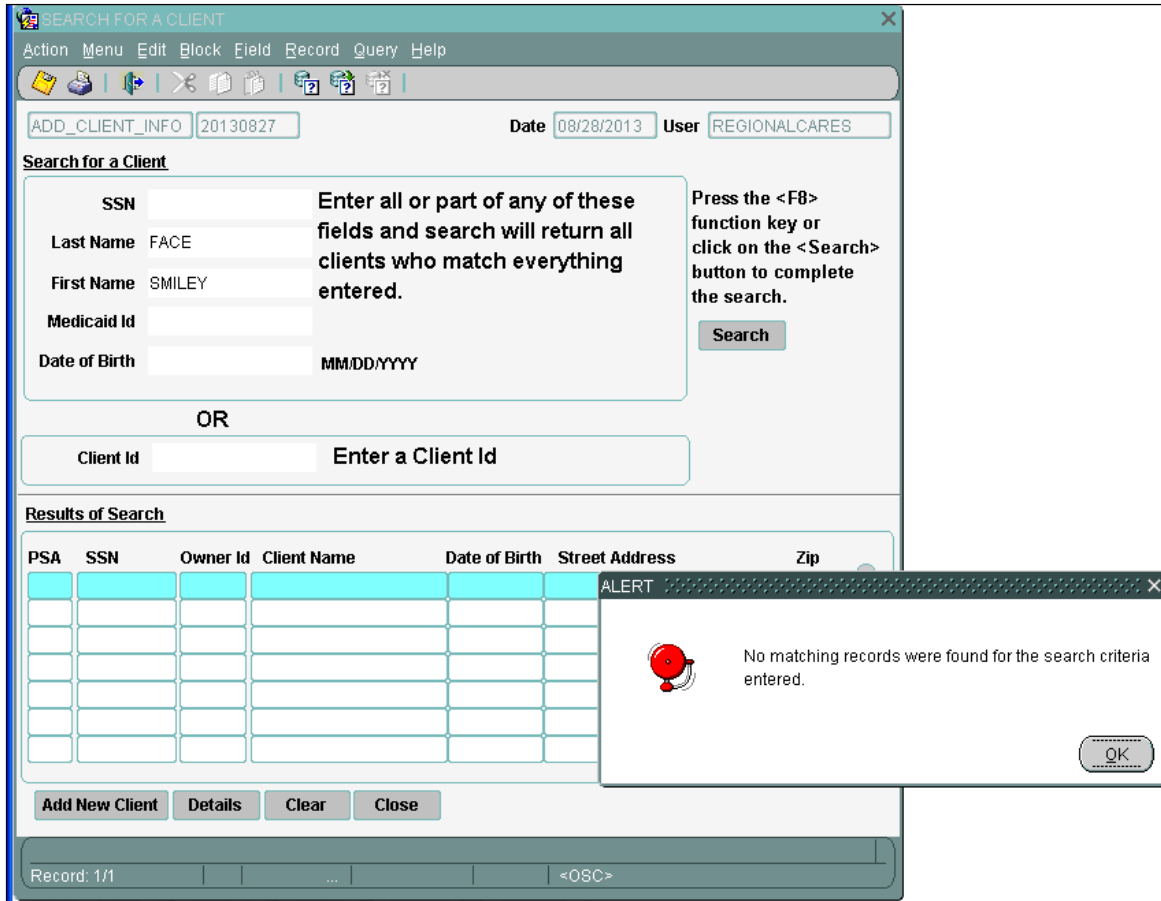 SEARCH FOR A CLIENT
Action Menu Edit Block Field Record Query Help
ADD_CLIENT_INFO 20130827 Date 08/28/2013 User REGIONALCARES
Search for a Client
SSN
Last Name FACE
First Name SMILEY
Medicaid Id
Date of Birth MM/DD/YYYY
Enter all or part of any of these
fields and search will return all
clients who match everything
entered.
Press the <F8>
function key or
click on the <Search>
button to complete
the search.
Search
OR
Client Id Enter a Client Id
Results of Search
PSA SSN Owner Id Client Name Date of Birth Street Address Zip
ALERT
No matching records were found for the search criteria
entered.
OK
Add New Client Details Clear Close
Record: 1/1 ... <OSC>